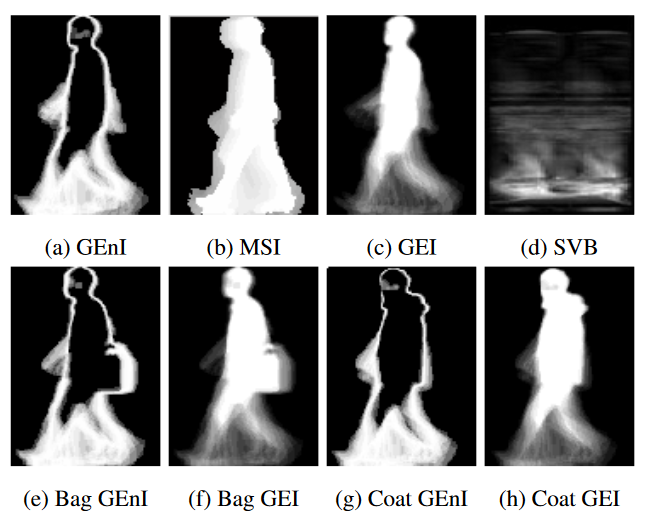 (a) GEnI (b) MSI (c) GEI (d) SVB
(e) Bag GEnI (f) Bag GEI (g) Coat GEnI (h) Coat GEI